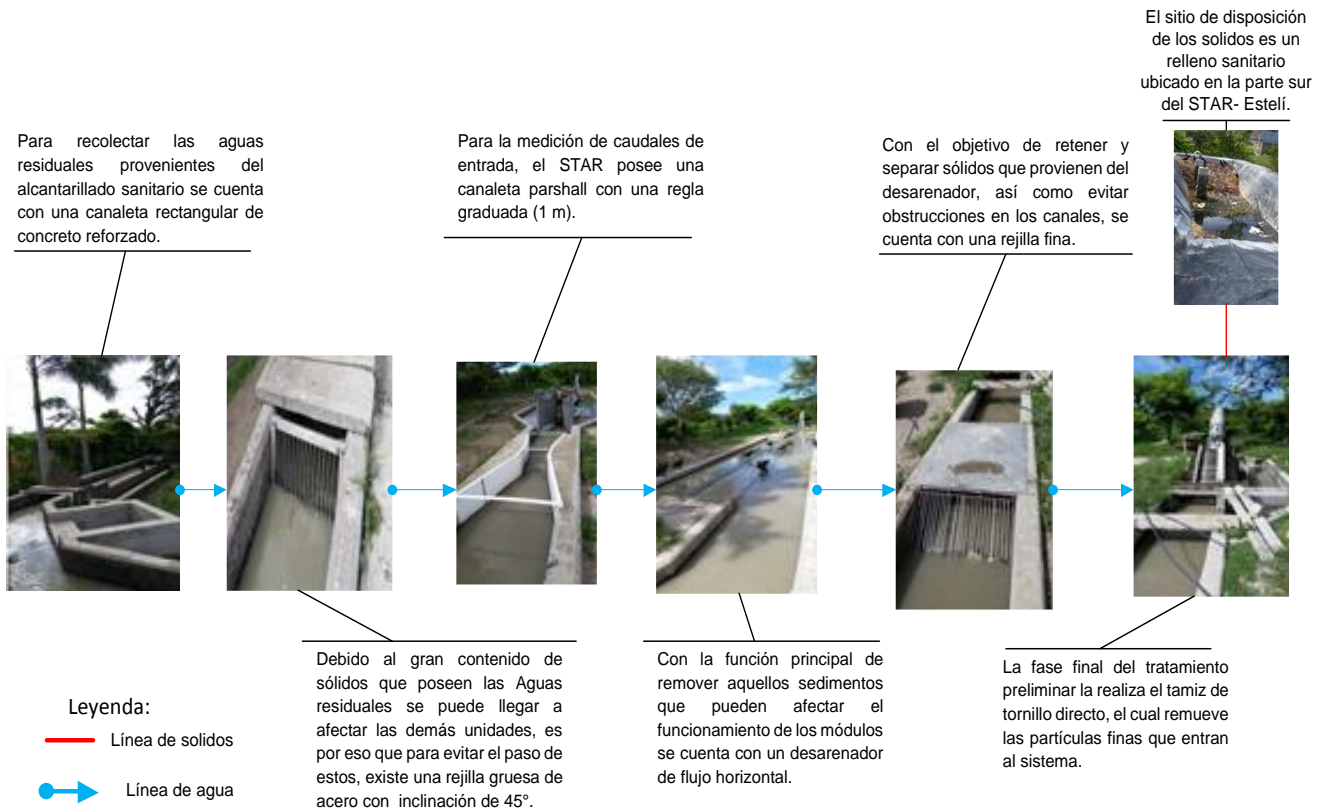 El sitio de disposición
de los solidos es un
relleno sanitario
ubicado en la parte sur
del STAR- Estelí.
Para recolectar las aguas
residuales provenientes del
alcantarillado sanitario se cuenta
con una canaleta rectangular de
concreto reforzado.
Para la medición de caudales de
entrada, el STAR posee una
canaleta parshall con una regla
graduada (1 m).
Con el objetivo de retener y
separar sólidos que provienen del
desarenador, así como evitar
obstrucciones en los canales, se
cuenta con una rejilla fina.
Debido al gran contenido de
sólidos que poseen las Aguas
residuales se puede llegar a
afectar las demás unidades, es
por eso que para evitar el paso de
estos, existe una rejilla gruesa de
acero con inclinación de 45°.
Con la función principal de
remover aquellos sedimentos
que pueden afectar el
funcionamiento de los módulos
se cuenta con un desarenador
de flujo horizontal.
La fase final del tratamiento
preliminar la realiza el tamiz de
tornillo directo, el cual remueve
las partículas finas que entran
al sistema.
Leyenda:
Línea de solidos
Línea de agua